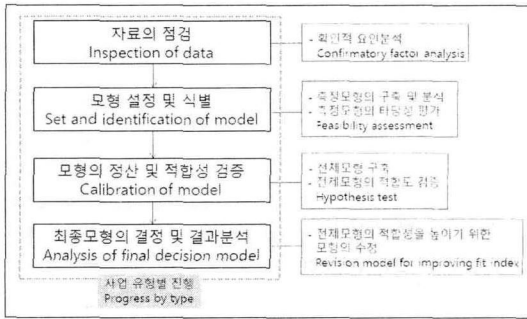 자료의 점검
Inspection of data
- 확인적 요인분석
Confirmatory factor analysis
모형 설정 및 식별
Set and identification of model
- 측정모형의 구축 및 분석
- 측정모형의 타당성 평가
Feasibility assessment
모형의 정산 및 적합성 검증
Calibration of model
- 전체모형 구축
- 전체모형의 적합도 검증
Hypothesis test
최종모형의 결정 및 결과분석
Analysis of final decision model
- 전체모형의 적합성을 높이기 위한
모형의 수정
Revision model for improving fit index
사업 유형별 진행
Progress by type